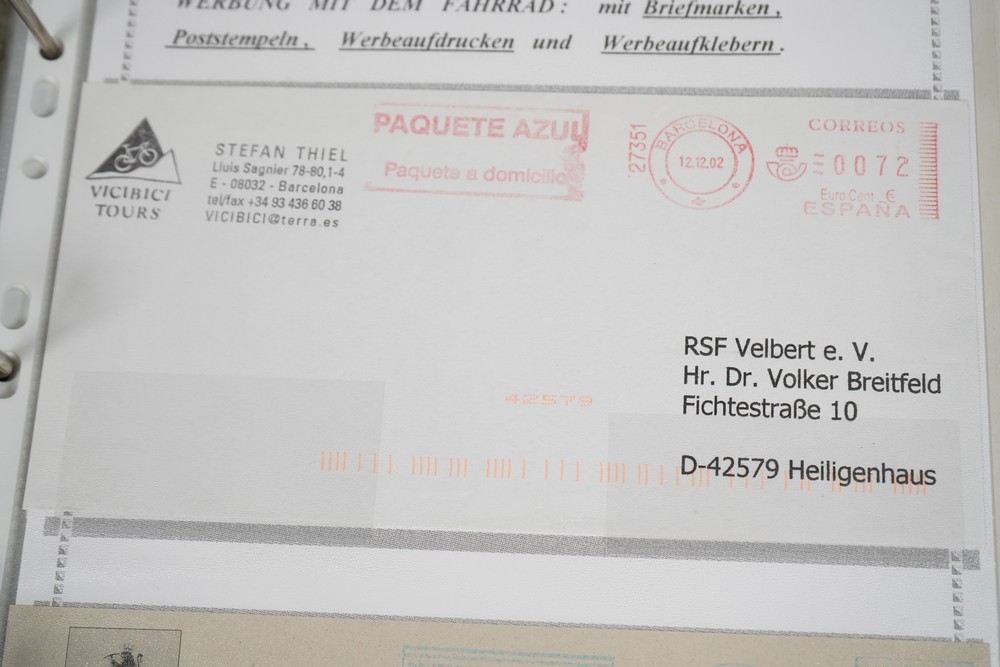 WERBUNG MIT DEM FAHRRAD: mit Briefmarken,
Poststempeln, Werbeaufdrucken und Werbeaufklebern.
VICIBICI
TOURS
STEFAN THIEL
Lluis Sagnier 78-80,1-4
E - 08032 - Barcelona
tel/fax +34 93 436 60 38
VICIBICI@terra.es
PAQUETE AZUL
Paquete a domicilio
27351
BARCELONA
12.12.02
CORREOS
0072
Euro Cent €
ESPAÑA
RSF Velbert e. V.
Hr. Dr. Volker Breitfeld
Fichtestraße 10
42579
D-42579 Heiligenhaus